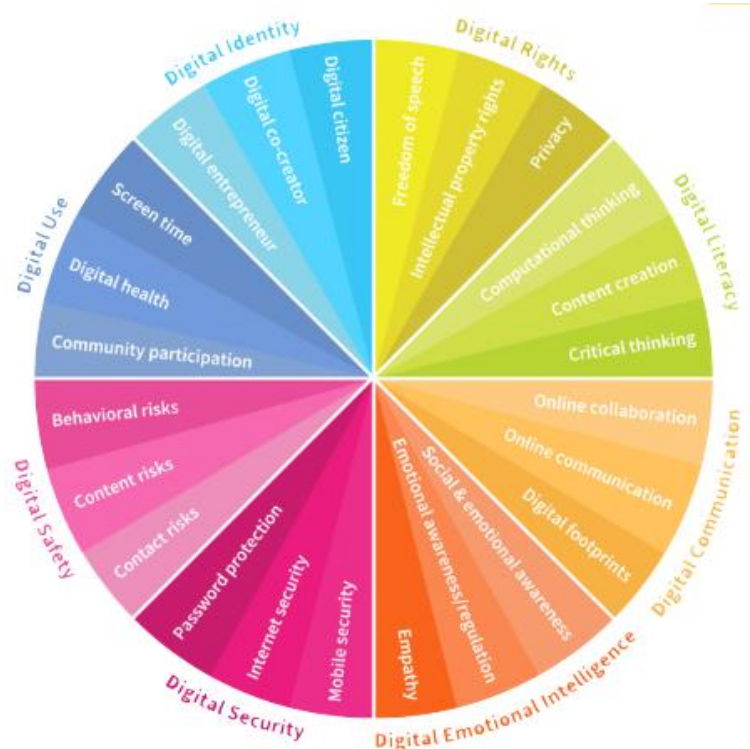 Digital Identity
Digital citizen
Digital co-creator
Digital entrepreneur
Digital Rights
Freedom of speech
Intellectual property rights
Privacy
Digital Literacy
Computational thinking
Content creation
Critical thinking
Digital Communication
Online collaboration
Online communication
Digital footprints
Digital Emotional Intelligence
Social & emotional awareness
Emotional awareness/regulation
Empathy
Digital Security
Mobile security
Internet security
Password protection
Digital Safety
Contact risks
Content risks
Behavioral risks
Digital Use
Community participation
Digital health
Screen time